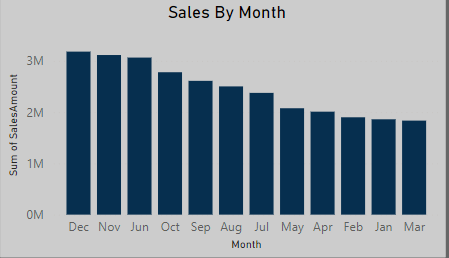 Sales By Month
Sum of SalesAmount
3M
2M
1M
0M
Dec Nov Jun Oct Sep Aug Jul May Apr Feb Jan Mar
Month